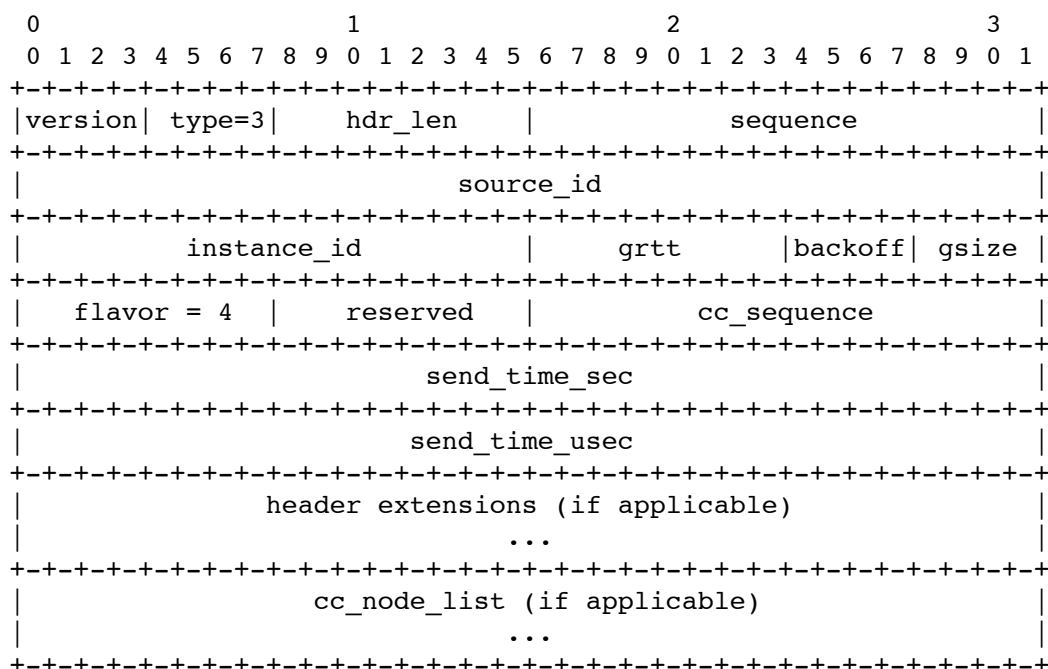 0                   1                   2                   3
 0 1 2 3 4 5 6 7 8 9 0 1 2 3 4 5 6 7 8 9 0 1 2 3 4 5 6 7 8 9 0 1
+-+-+-+-+-+-+-+-+-+-+-+-+-+-+-+-+-+-+-+-+-+-+-+-+-+-+-+-+-+-+-+-+
|version| type=3|    hdr_len    |            sequence           |
+-+-+-+-+-+-+-+-+-+-+-+-+-+-+-+-+-+-+-+-+-+-+-+-+-+-+-+-+-+-+-+-+
|                           source_id                           |
+-+-+-+-+-+-+-+-+-+-+-+-+-+-+-+-+-+-+-+-+-+-+-+-+-+-+-+-+-+-+-+-+
|          instance_id          |     grtt      |backoff| gsize |
+-+-+-+-+-+-+-+-+-+-+-+-+-+-+-+-+-+-+-+-+-+-+-+-+-+-+-+-+-+-+-+-+
|   flavor = 4  |    reserved   |          cc_sequence          |
+-+-+-+-+-+-+-+-+-+-+-+-+-+-+-+-+-+-+-+-+-+-+-+-+-+-+-+-+-+-+-+-+
|                         send_time_sec                         |
+-+-+-+-+-+-+-+-+-+-+-+-+-+-+-+-+-+-+-+-+-+-+-+-+-+-+-+-+-+-+-+-+
|                        send_time_usec                         |
+-+-+-+-+-+-+-+-+-+-+-+-+-+-+-+-+-+-+-+-+-+-+-+-+-+-+-+-+-+-+-+-+
|               header extensions (if applicable)               |
|                              ...                              |
+-+-+-+-+-+-+-+-+-+-+-+-+-+-+-+-+-+-+-+-+-+-+-+-+-+-+-+-+-+-+-+-+
|                  cc_node_list (if applicable)                 |
|                              ...                              |
+-+-+-+-+-+-+-+-+-+-+-+-+-+-+-+-+-+-+-+-+-+-+-+-+-+-+-+-+-+-+-+-+